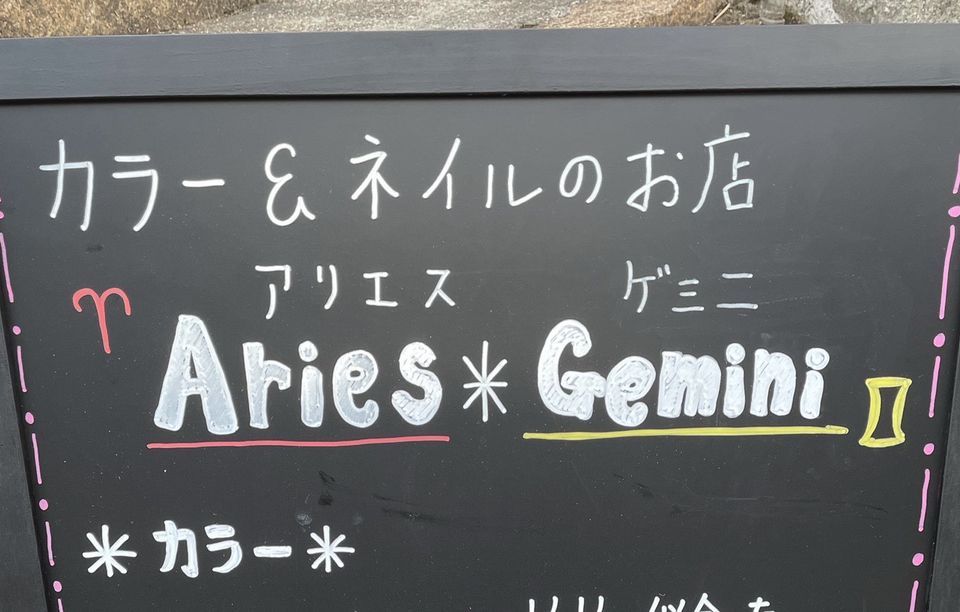 カラー&ネイルのお店
アリエス ゲミニ
♈ Aries*Gemini
*カラー*